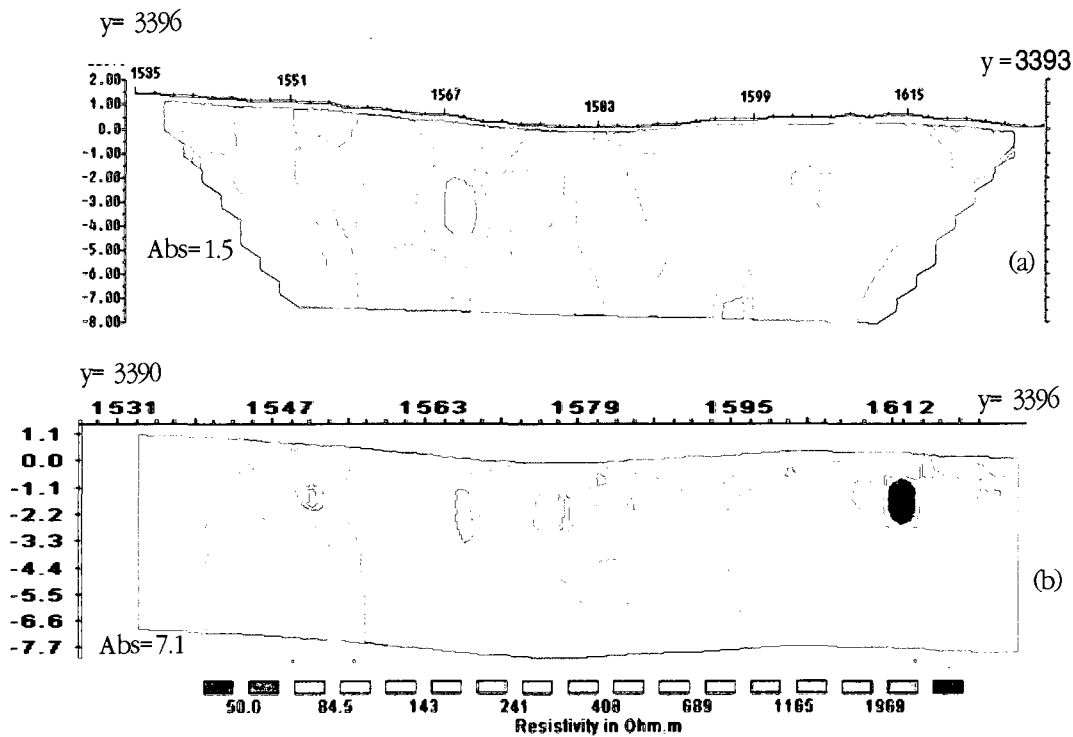 y= 3396
y=3393
1535 1551 1567 1583 1599 1615
2.00
1.00
0.0
-1.00
-2.00
-3.00
-4.00
-5.00
-6.00
-7.00
-8.00
Abs=1.5
(a)
y= 3390
y= 3396
1531 1547 1563 1579 1595 1612
1.1
0.0
-1.1
-2.2
-3.3
-4.4
-5.5
-6.6
-7.7
Abs=7.1
(b)
50.0 84.5 143 241 408 689 1165 1969
Resistivity in Ohm.m